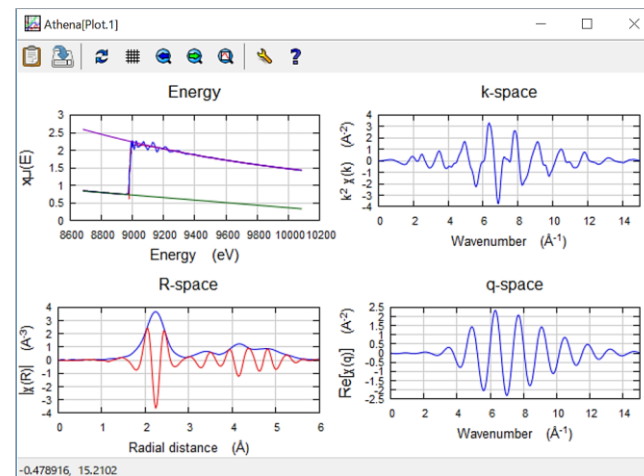 Athena[Plot.1]
Energy
xμ(E)
3
2.5
2
1.5
1
0.5
0
8600 8800 9000 9200 9400 9600 9800 10000 10200
Energy (eV)
k-space
k² χ(k) (Å⁻²)
4
3
2
1
0
-1
-2
-3
-4
0 2 4 6 8 10 12 14
Wavenumber (Å⁻¹)
R-space
|χ(R)| (Å⁻³)
4
3
2
1
0
-1
-2
-3
-4
0 1 2 3 4 5 6
Radial distance (Å)
q-space
Re[χ(q)] (Å⁻²)
2.5
2
1.5
1
0.5
0
-0.5
-1
-1.5
-2
-2.5
0 2 4 6 8 10 12 14
Wavenumber (Å⁻¹)
-0.478916, 15.2102